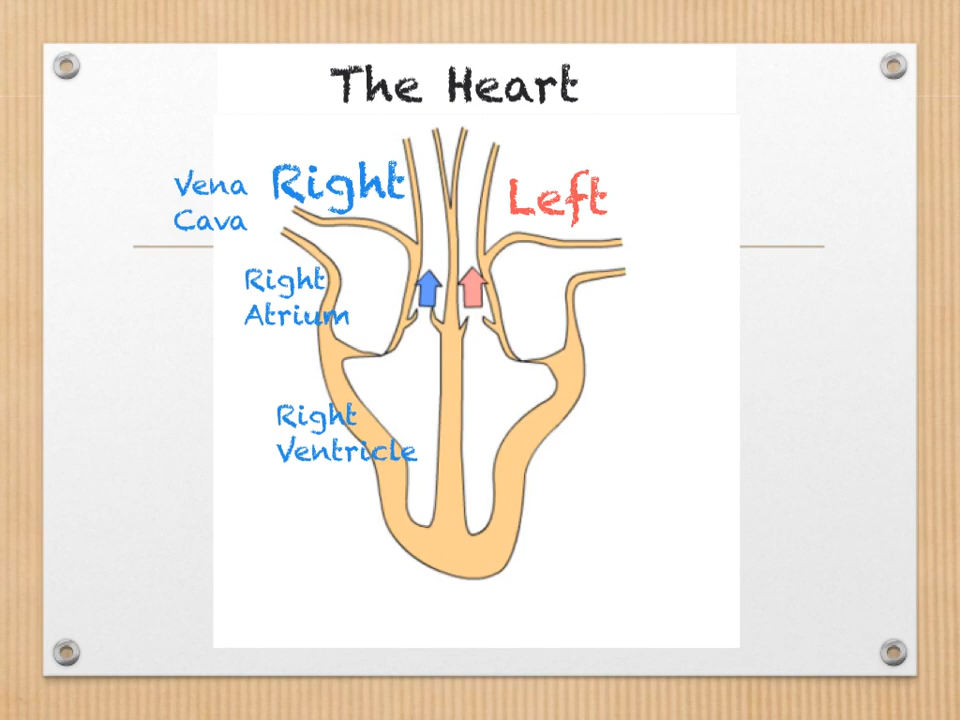 The Heart
Right
Left
Vena
Cava
Right
Atrium
Right
Ventricle